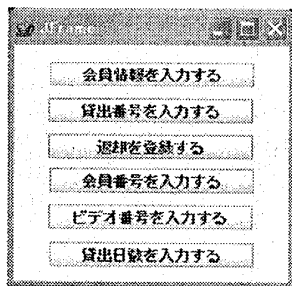 JFrame
会員情報を入力する
貸出番号を入力する
返却を登録する
会員番号を入力する
ビデオ番号を入力する
貸出日数を入力する